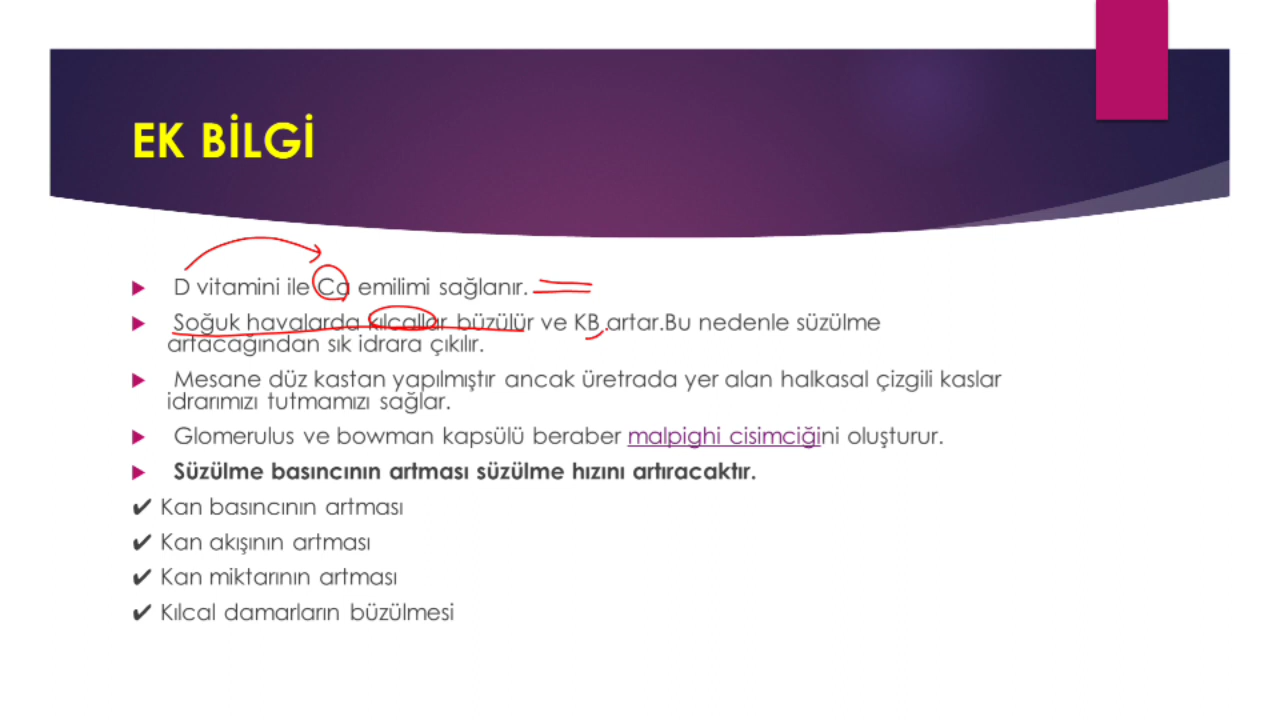 EK BİLGİ
D vitamini ile Ca emilimi sağlanır.
Soğuk havalarda kılcallar büzülür ve KB artar.Bu nedenle süzülme
artacağından sık idrara çıkılır.
Mesane düz kastan yapılmıştır ancak üretrada yer alan halkasal çizgili kaslar
idrarımızı tutmamızı sağlar.
Glomerulus ve bowman kapsülü beraber malpighi cisimciğini oluşturur.
Süzülme basıncının artması süzülme hızını artıracaktır.
✔ Kan basıncının artması
✔ Kan akışının artması
✔ Kan miktarının artması
✔ Kılcal damarların büzülmesi